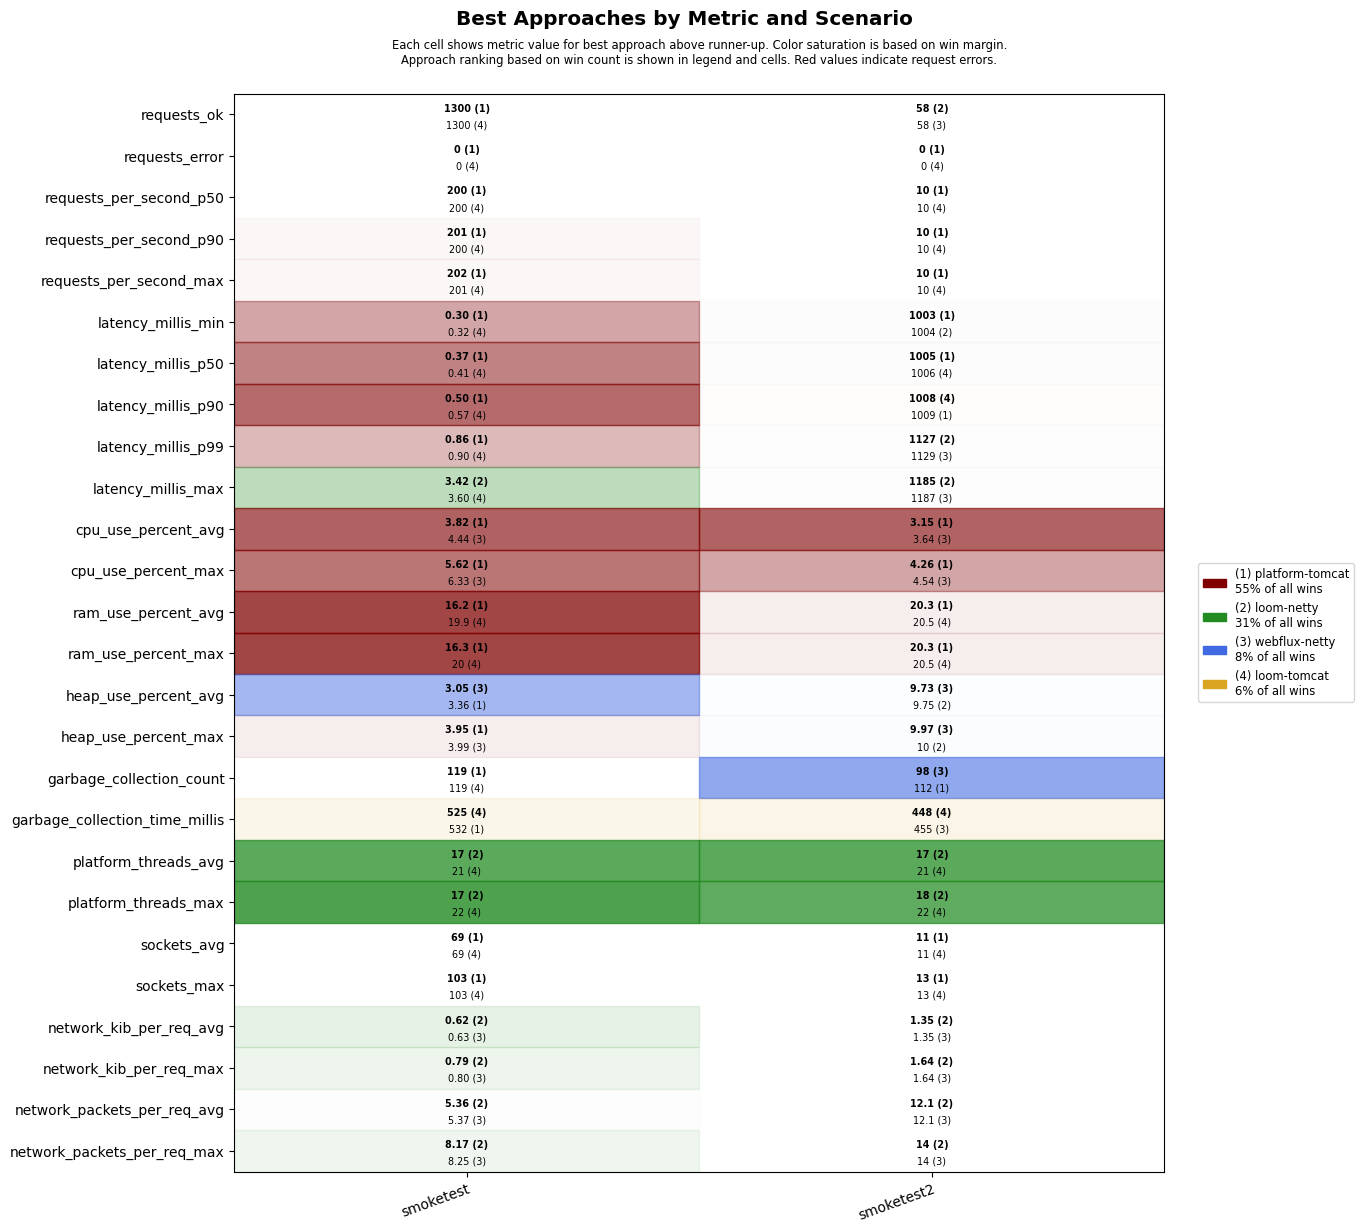 Best Approaches by Metric and Scenario
Each cell shows metric value for best approach above runner-up. Color saturation is based on win margin.
Approach ranking based on win count is shown in legend and cells. Red values indicate request errors.
requests_ok
1300 (1)
1300 (4)
58 (2)
58 (3)
requests_error
0 (1)
0 (4)
0 (1)
0 (4)
requests_per_second_p50
200 (1)
200 (4)
10 (1)
10 (4)
requests_per_second_p90
201 (1)
200 (4)
10 (1)
10 (4)
requests_per_second_max
202 (1)
201 (4)
10 (1)
10 (4)
latency_millis_min
0.30 (1)
0.32 (4)
1003 (1)
1004 (2)
latency_millis_p50
0.37 (1)
0.41 (4)
1005 (1)
1006 (4)
latency_millis_p90
0.50 (1)
0.57 (4)
1008 (4)
1009 (1)
latency_millis_p99
0.86 (1)
0.90 (4)
1127 (2)
1129 (3)
latency_millis_max
3.42 (2)
3.60 (4)
1185 (2)
1187 (3)
cpu_use_percent_avg
3.82 (1)
4.44 (3)
3.15 (1)
3.64 (3)
cpu_use_percent_max
5.62 (1)
6.33 (3)
4.26 (1)
4.54 (3)
ram_use_percent_avg
16.2 (1)
19.9 (4)
20.3 (1)
20.5 (4)
ram_use_percent_max
16.3 (1)
20 (4)
20.3 (1)
20.5 (4)
heap_use_percent_avg
3.05 (3)
3.36 (1)
9.73 (3)
9.75 (2)
heap_use_percent_max
3.95 (1)
3.99 (3)
9.97 (3)
10 (2)
garbage_collection_count
119 (1)
119 (4)
98 (3)
112 (1)
garbage_collection_time_millis
525 (4)
532 (1)
448 (4)
455 (3)
platform_threads_avg
17 (2)
21 (4)
17 (2)
21 (4)
platform_threads_max
17 (2)
22 (4)
18 (2)
22 (4)
sockets_avg
69 (1)
69 (4)
11 (1)
11 (4)
sockets_max
103 (1)
103 (4)
13 (1)
13 (4)
network_kib_per_req_avg
0.62 (2)
0.63 (3)
1.35 (2)
1.35 (3)
network_kib_per_req_max
0.79 (2)
0.80 (3)
1.64 (2)
1.64 (3)
network_packets_per_req_avg
5.36 (2)
5.37 (3)
12.1 (2)
12.1 (3)
network_packets_per_req_max
8.17 (2)
8.25 (3)
14 (2)
14 (3)
smoketest
smoketest2
(1) platform-tomcat
55% of all wins
(2) loom-netty
31% of all wins
(3) webflux-netty
8% of all wins
(4) loom-tomcat
6% of all wins